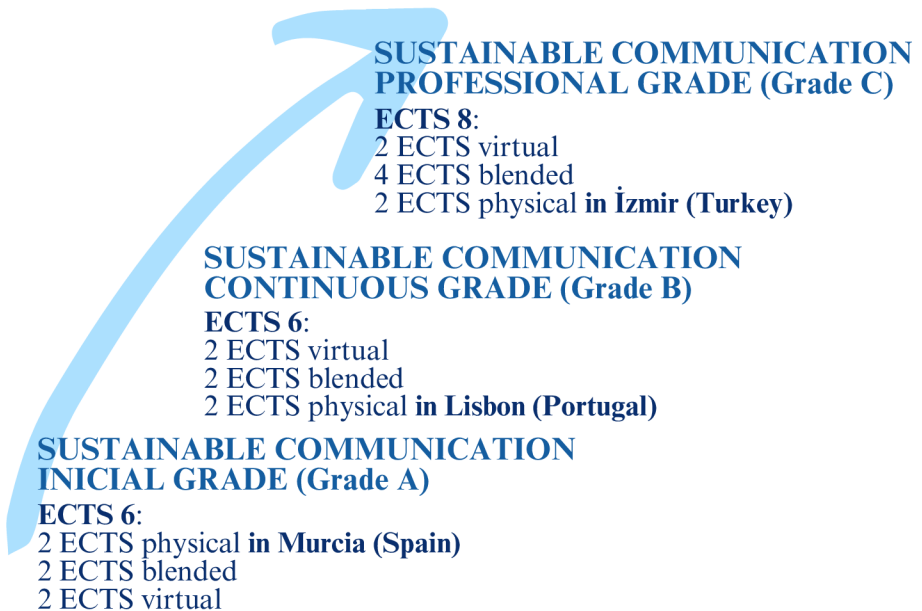 SUSTAINABLE COMMUNICATION
PROFESSIONAL GRADE (Grade C)
ECTS 8:
2 ECTS virtual
4 ECTS blended
2 ECTS physical in İzmir (Turkey)
SUSTAINABLE COMMUNICATION
CONTINUOUS GRADE (Grade B)
ECTS 6:
2 ECTS virtual
2 ECTS blended
2 ECTS physical in Lisbon (Portugal)
SUSTAINABLE COMMUNICATION
INICIAL GRADE (Grade A)
ECTS 6:
2 ECTS physical in Murcia (Spain)
2 ECTS blended
2 ECTS virtual